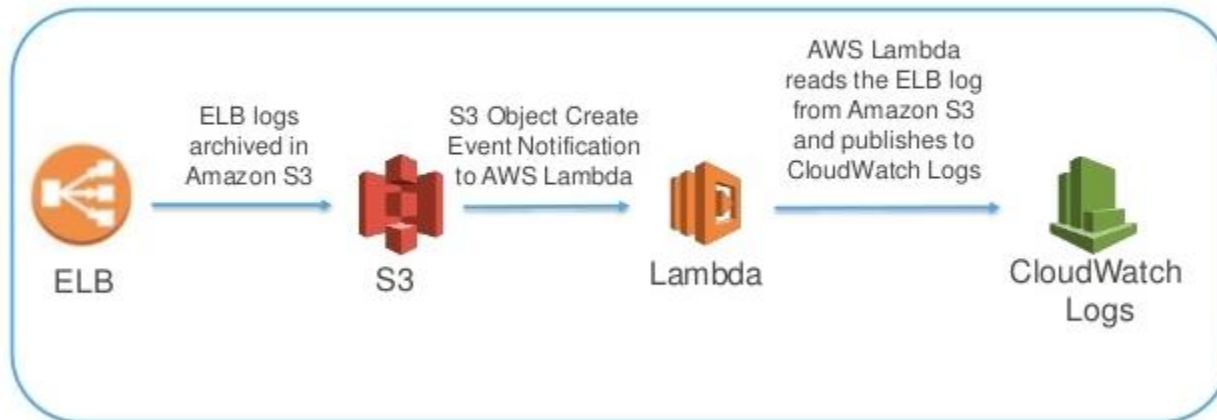 ELB logs
archived in
Amazon S3
S3 Object Create
Event Notification
to AWS Lambda
AWS Lambda
reads the ELB log
from Amazon S3
and publishes to
CloudWatch Logs
ELB
S3
Lambda
CloudWatch
Logs